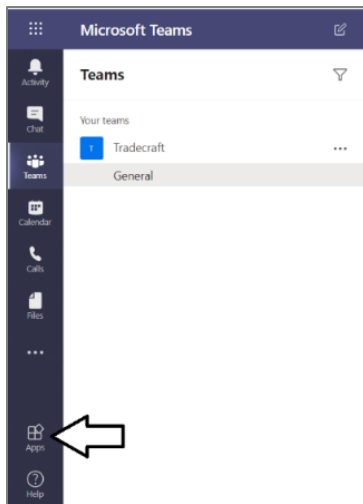 Microsoft Teams
Activity
Teams
Your teams
Chat
T Tradecraft
General
Teams
Calendar
Calls
Files
Apps
Help